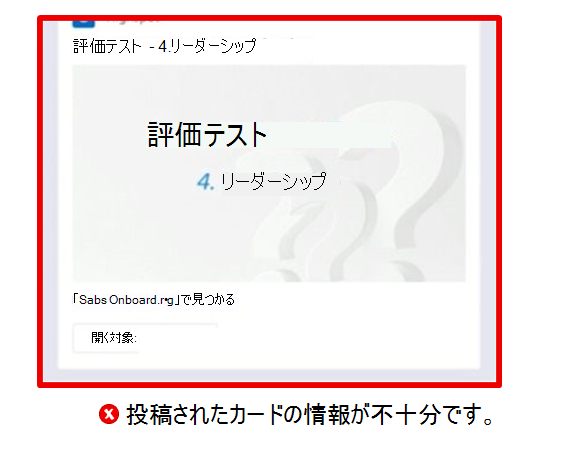 評価テスト - 4.リーダーシップ
評価テスト
4. リーダーシップ
「Sabs Onboard.r•g」で見つかる
開く対象:
投稿されたカードの情報が不十分です。